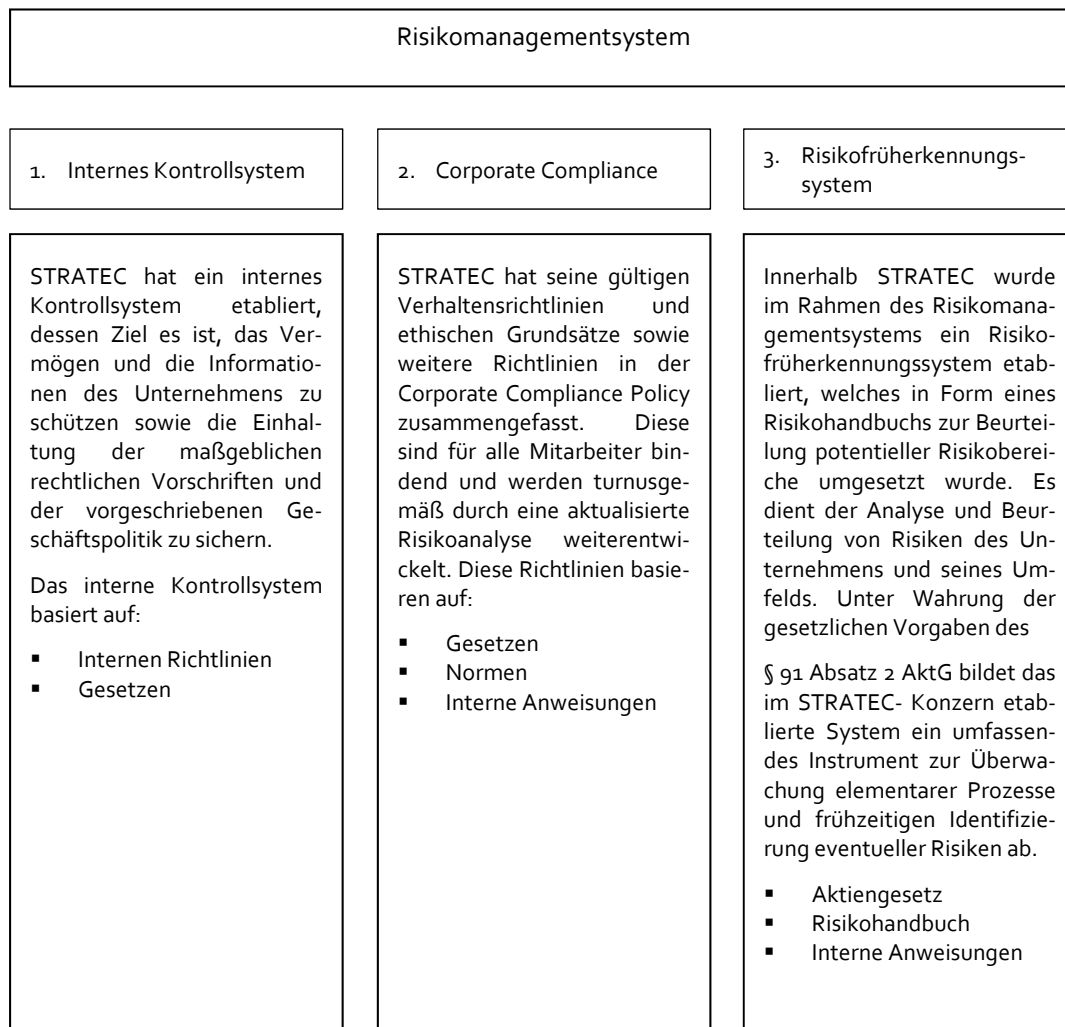 Risikomanagementsystem
1. Internes Kontrollsystem
STRATEC hat ein internes
Kontrollsystem etabliert,
dessen Ziel es ist, das Ver-
mögen und die Informatio-
nen des Unternehmens zu
schützen sowie die Einhal-
tung der maßgeblichen
rechtlichen Vorschriften und
der vorgeschriebenen Ge-
schäftspolitik zu sichern.
Das interne Kontrollsystem
basiert auf:
▪ Internen Richtlinien
▪ Gesetzen
2. Corporate Compliance
STRATEC hat seine gültigen
Verhaltensrichtlinien und
ethischen Grundsätze sowie
weitere Richtlinien in der
Corporate Compliance Policy
zusammengefasst. Diese
sind für alle Mitarbeiter bin-
dend und werden turnusge-
mäß durch eine aktualisierte
Risikoanalyse weiterentwi-
ckelt. Diese Richtlinien basie-
ren auf:
▪ Gesetzen
▪ Normen
▪ Interne Anweisungen
3. Risikofrüherkennungs-
system
Innerhalb STRATEC wurde
im Rahmen des Risikomana-
gementsystems ein Risiko-
früherkennungssystem etab-
liert, welches in Form eines
Risikohandbuchs zur Beurtei-
lung potentieller Risikoberei-
che umgesetzt wurde. Es
dient der Analyse und Beur-
teilung von Risiken des Un-
ternehmens und seines Um-
felds. Unter Wahrung der
gesetzlichen Vorgaben des
§ 91 Absatz 2 AktG bildet das
im STRATEC- Konzern etab-
lierte System ein umfassen-
des Instrument zur Überwa-
chung elementarer Prozesse
und frühzeitigen Identifizie-
rung eventueller Risiken ab.
▪ Aktiengesetz
▪ Risikohandbuch
▪ Interne Anweisungen